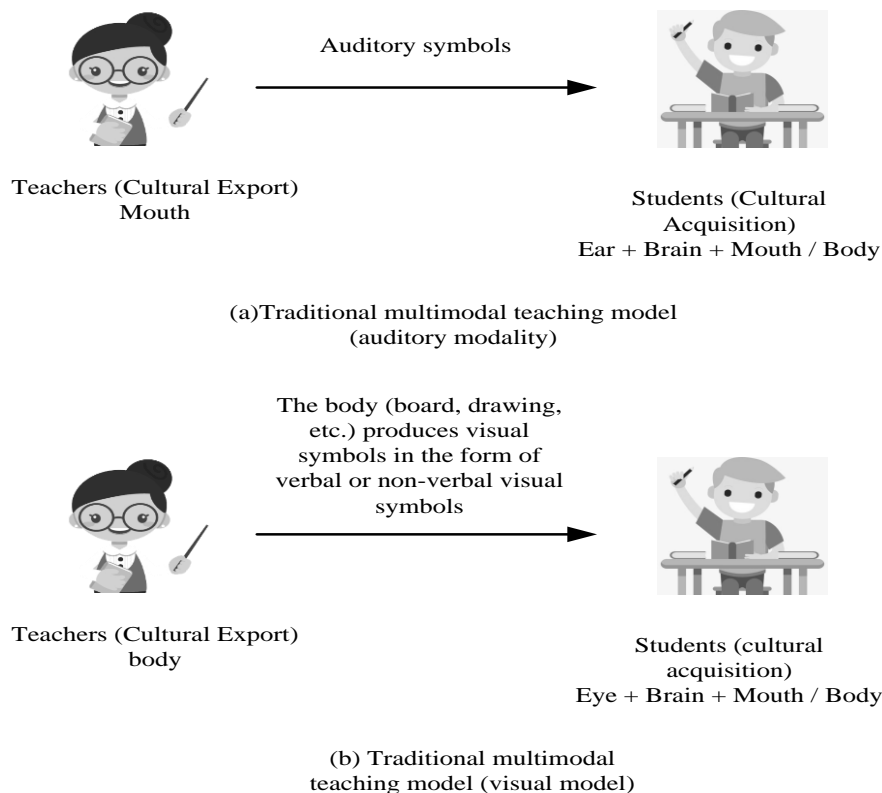 Auditory symbols
Teachers (Cultural Export)
Mouth
Students (Cultural
Acquisition)
Ear + Brain + Mouth / Body
(a)Traditional multimodal teaching model
(auditory modality)
The body (board, drawing,
etc.) produces visual
symbols in the form of
verbal or non-verbal visual
symbols
Teachers (Cultural Export)
body
Students (cultural
acquisition)
Eye + Brain + Mouth / Body
(b) Traditional multimodal
teaching model (visual model)